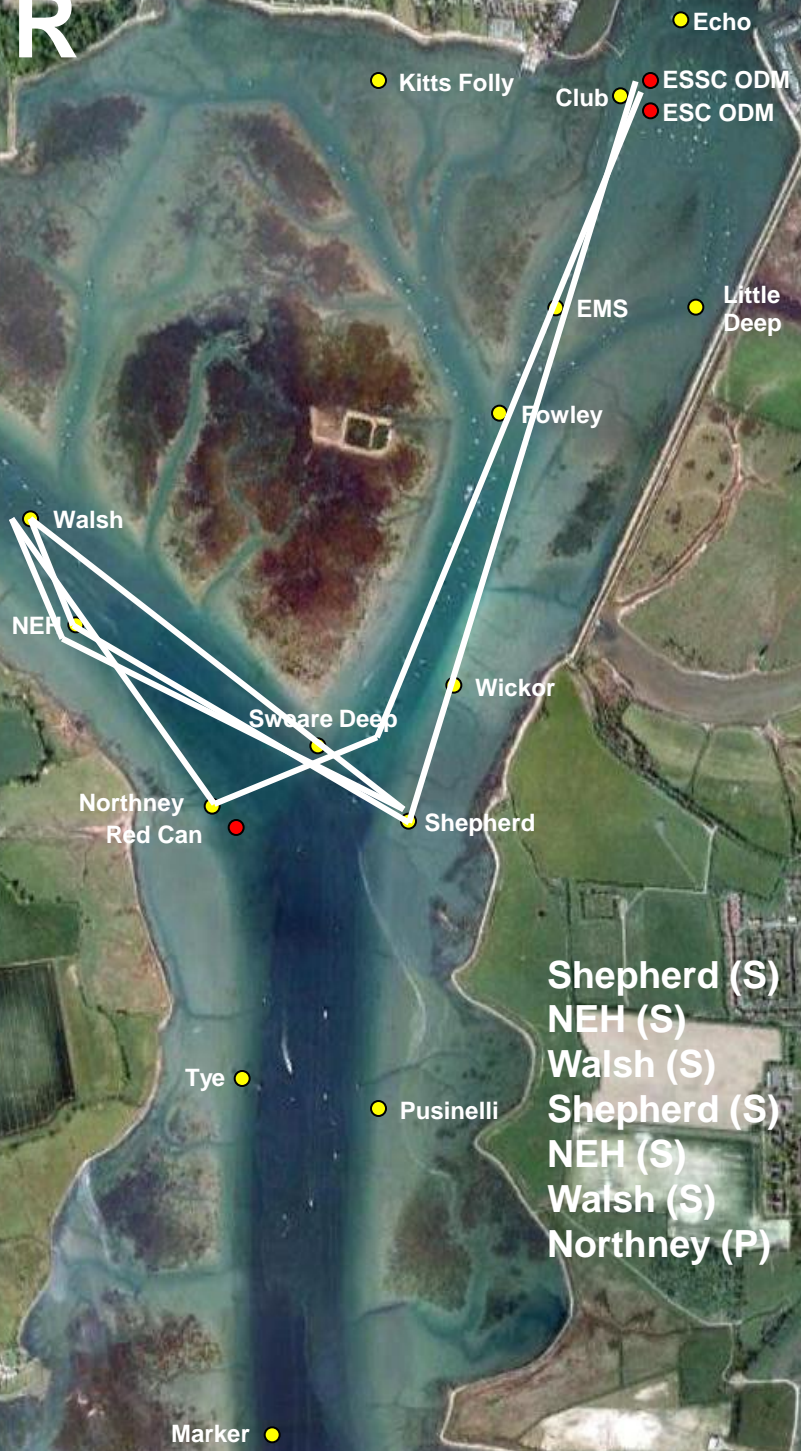 R
Echo
Kitts Folly
ESSC ODM
Club
ESC ODM
EMS
Little
Deep
Fowley
Walsh
NEH
Wickor
Sweare Deep
Northney
Red Can
Shepherd
Shepherd (S)
NEH (S)
Walsh (S)
Shepherd (S)
NEH (S)
Walsh (S)
Northney (P)
Tye
Pusinelli
Marker